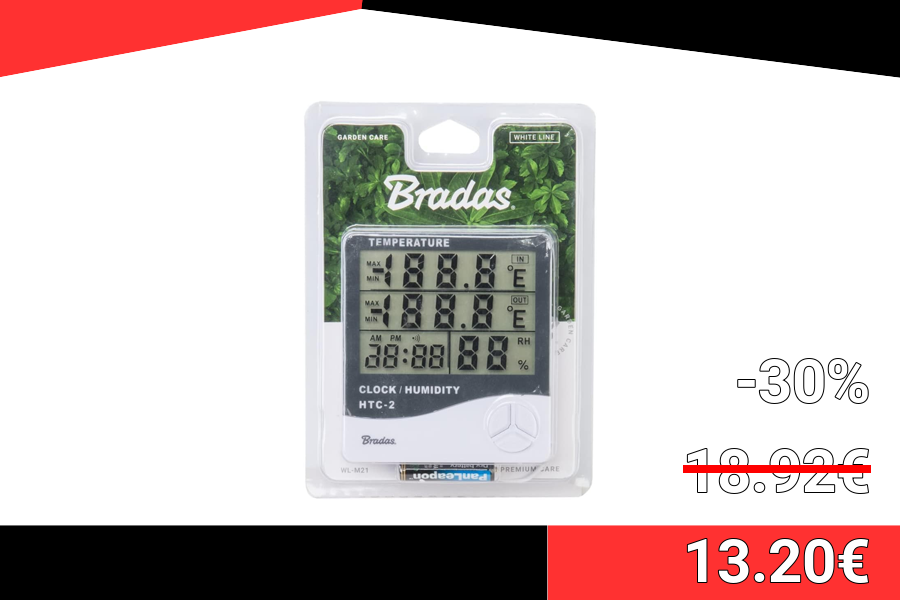 GARDEN CARE
WHITE LINE
Bradas
TEMPERATURE
MAX
MIN
-188.8
IN
°E
MAX
MIN
-188.8
OUT
°E
AM PM
RH
28:88 88 %
CLOCK / HUMIDITY
HTC-2
Bradas
WL-M21
PREMIUM CARE
PanLeapon
-30%
18.92€
13.20€